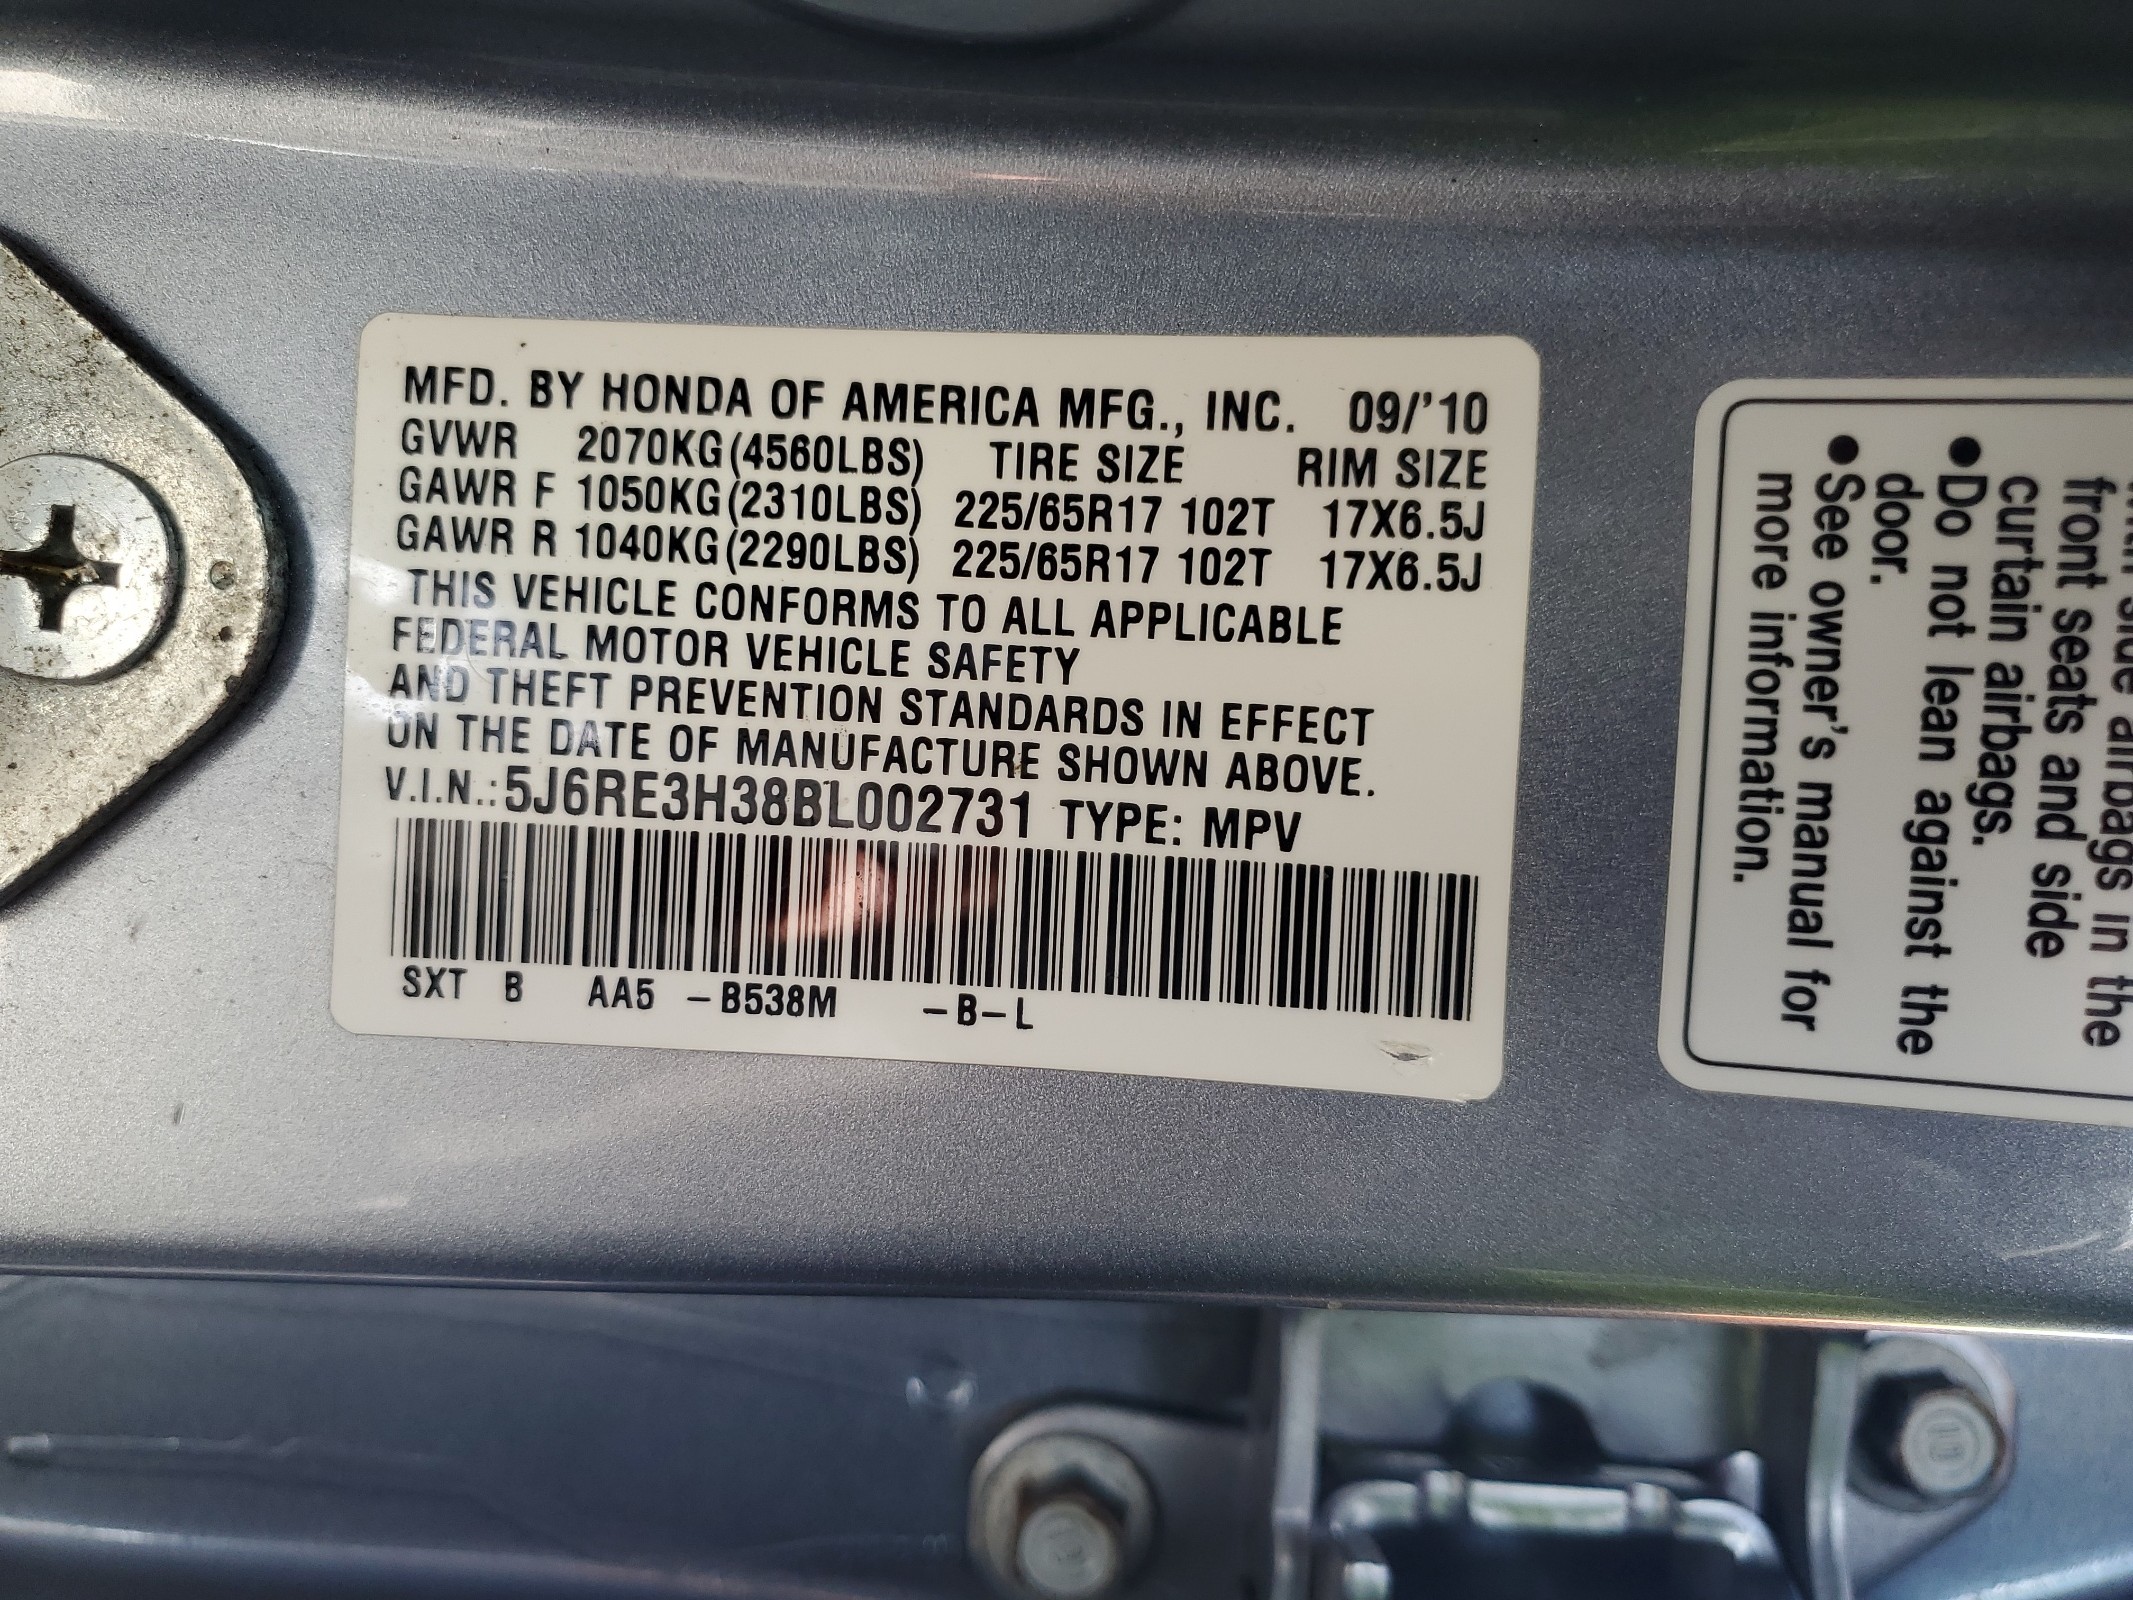 MFD. BY HONDA OF AMERICA MFG., INC. 09/'10
GVWR 2070KG(4560LBS) TIRE SIZE RIM SIZE
GAWR F 1050KG(2310LBS) 225/65R17 102T 17X6.5J
GAWR R 1040KG(2290LBS) 225/65R17 102T 17X6.5J
THIS VEHICLE CONFORMS TO ALL APPLICABLE
FEDERAL MOTOR VEHICLE SAFETY
AND THEFT PREVENTION STANDARDS IN EFFECT
ON THE DATE OF MANUFACTURE SHOWN ABOVE.
V.I.N.: 5J6RE3H38BL002731 TYPE: MPV
SXT B AA5 -B538M -B-L
side airbags in the
front seats and side
curtain airbags.
●Do not lean against the
door.
●See owner's manual for
more information.